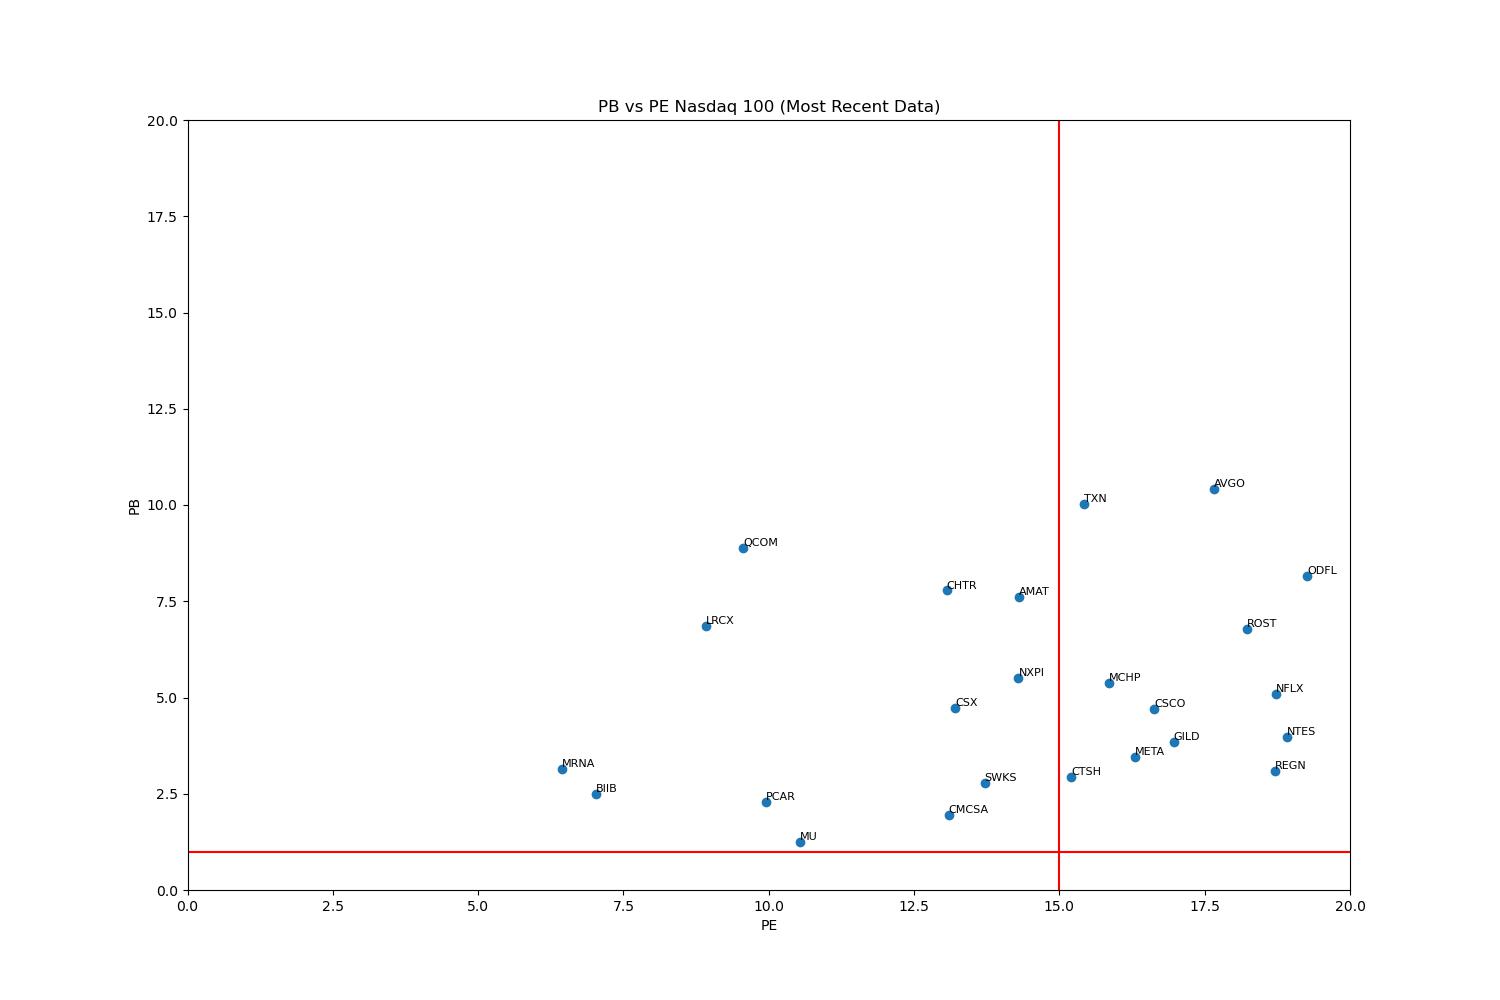 PB vs PE Nasdaq 100 (Most Recent Data)
20.0
17.5
15.0
12.5
10.0
7.5
5.0
2.5
0.0
PB
AVGO
TXN
QCOM
ODFL
CHTR
AMAT
LRCX
ROST
NXPI
MCHP
NFLX
CSX
CSCO
NTES
GILD
META
MRNA
REGN
CTSH
SWKS
BIIB
PCAR
CMCSA
MU
0.0 2.5 5.0 7.5 10.0 12.5 15.0 17.5 20.0
PE